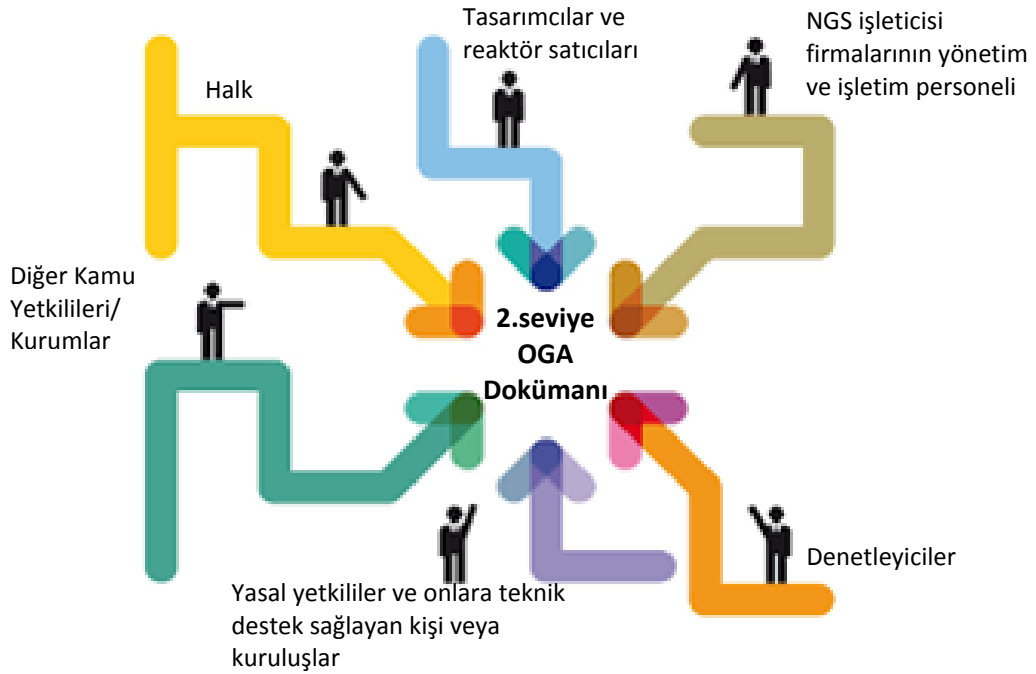 Tasarımcılar ve
reaktör satıcıları
NGS işleticisi
firmalarının yönetim
ve işletim personeli
Halk
Diğer Kamu
Yetkilileri/
Kurumlar
2.seviye
OGA
Dokümanı
Denetleyiciler
Yasal yetkililer ve onlara teknik
destek sağlayan kişi veya
kuruluşlar